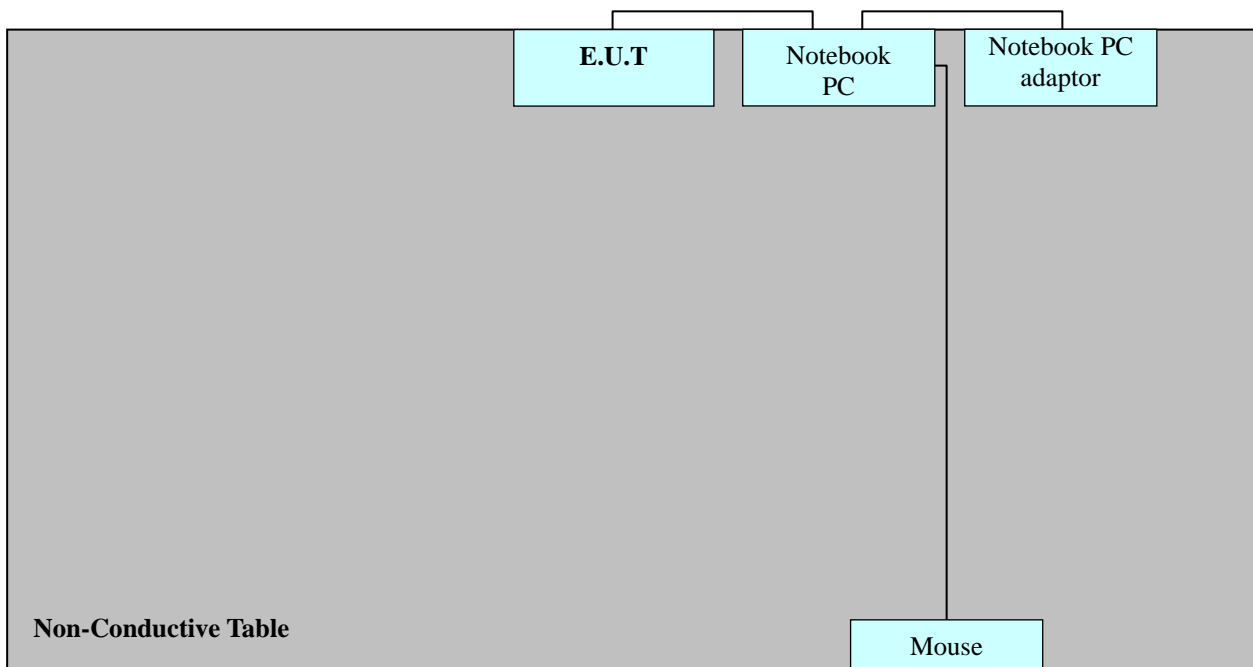 E.U.T
Notebook
PC
Notebook PC
adaptor
Non-Conductive Table
Mouse